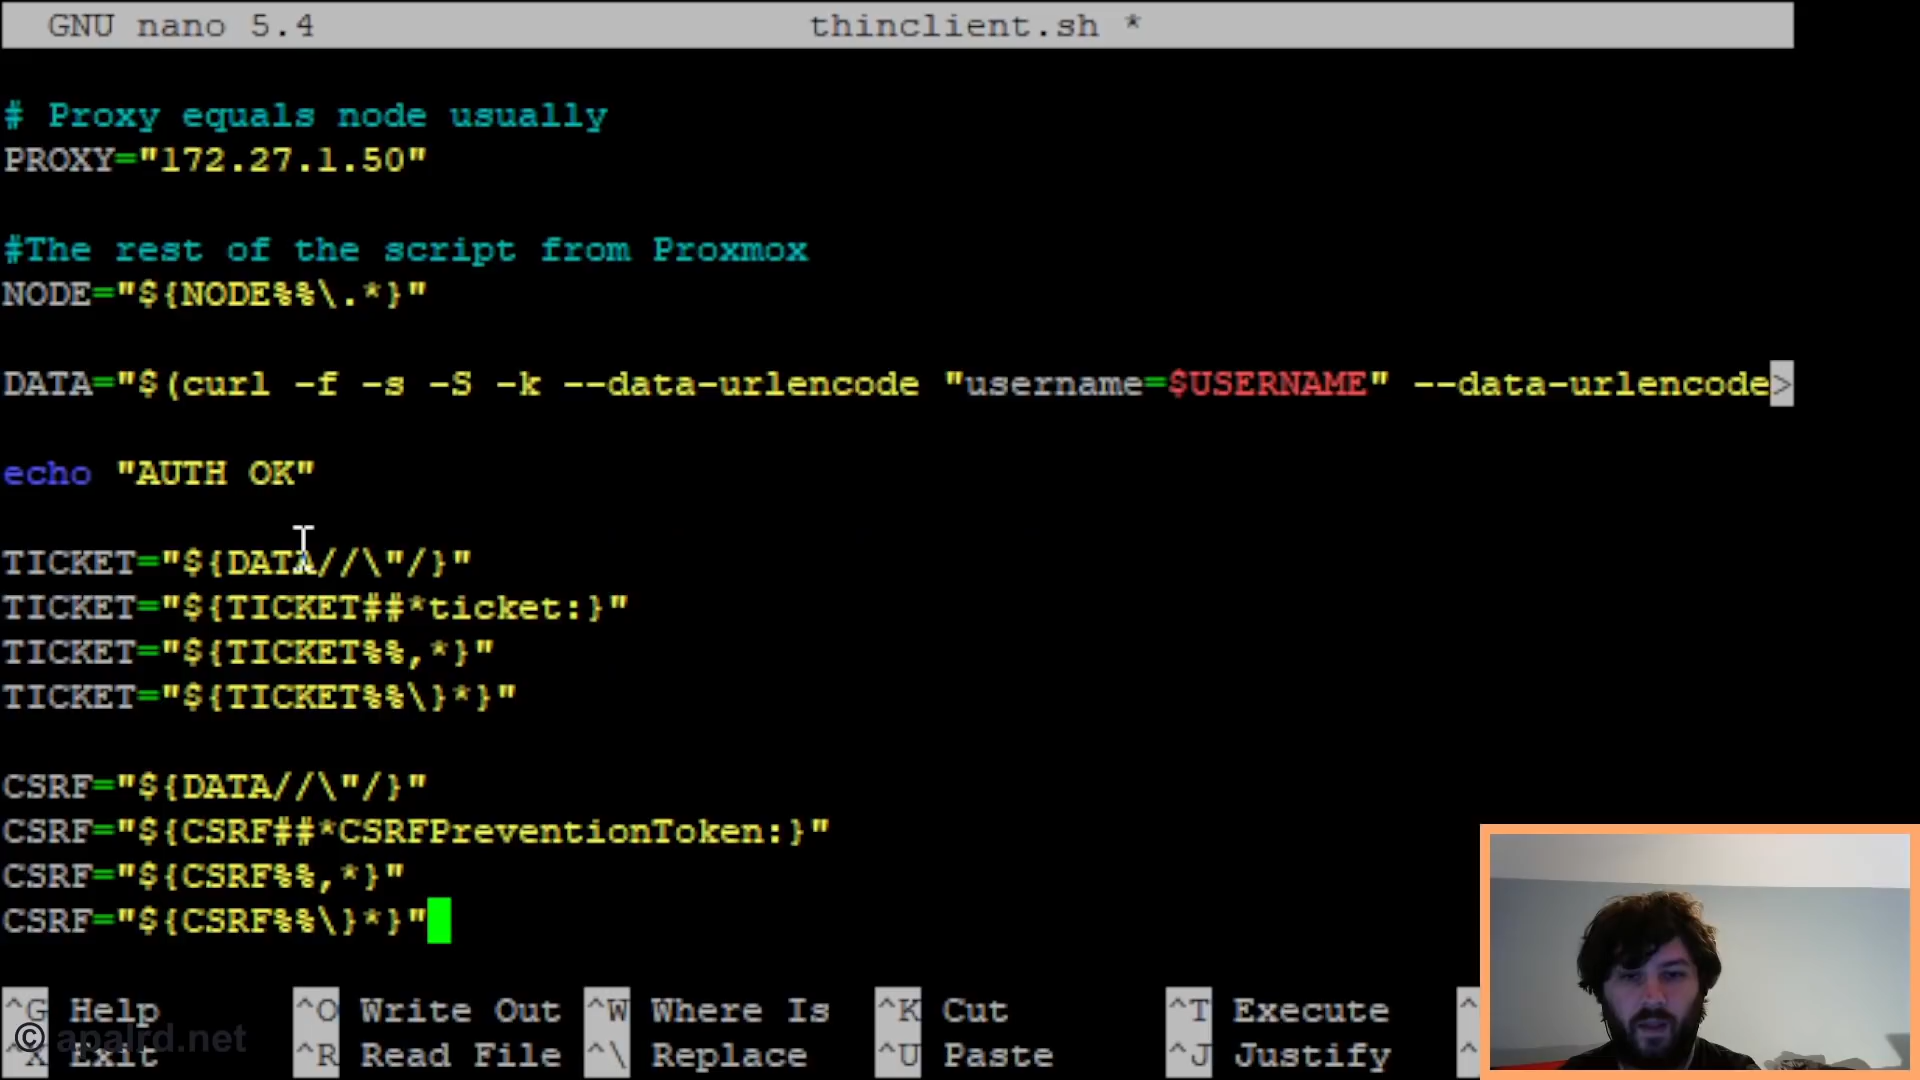 GNU nano 5.4 thinclient.sh *
# Proxy equals node usually
PROXY="172.27.1.50"
#The rest of the script from Proxmox
NODE="${NODE%%\.*}"
DATA="$(curl -f -s -S -k --data-urlencode "username=$USERNAME" --data-urlencode>
echo "AUTH OK"
TICKET="${DATA//\"/}"
TICKET="${TICKET##*ticket:}"
TICKET="${TICKET%%,*}"
TICKET="${TICKET%%\}*}"
CSRF="${DATA//\"/}"
CSRF="${CSRF##*CSRFPreventionToken:}"
CSRF="${CSRF%%,*}"
CSRF="${CSRF%%\}*}"
^G Help ^O Write Out ^W Where Is ^K Cut ^T Execute ^
^X Exit ^R Read File ^\ Replace ^U Paste ^J Justify ^
© apalrd.net